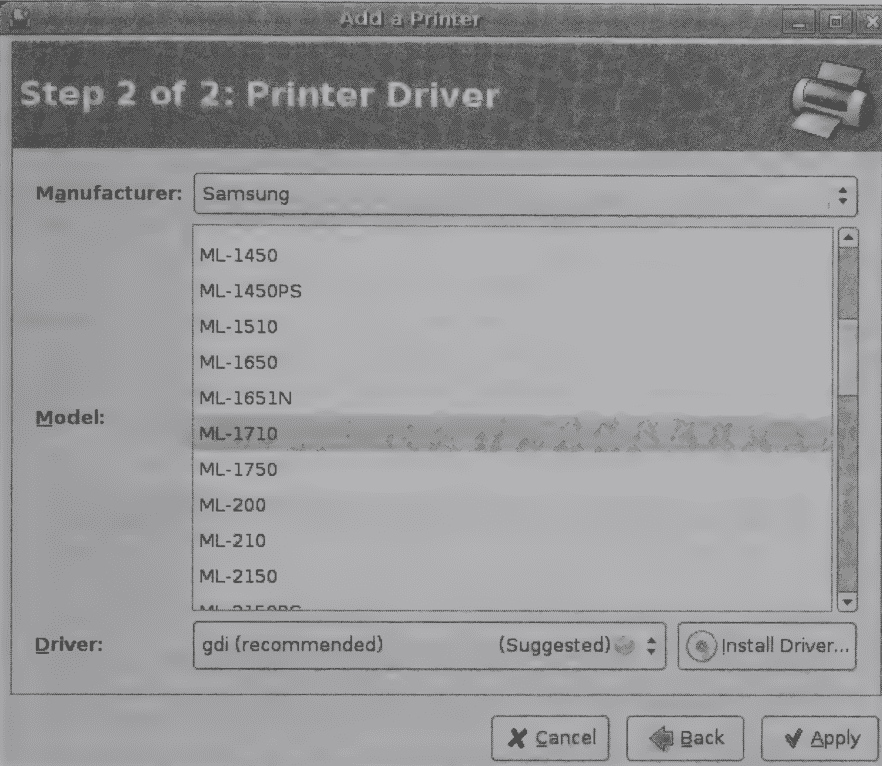 Add a Printer
Step 2 of 2: Printer Driver
Manufacturer: Samsung
ML-1450
ML-1450PS
ML-1510
ML-1650
ML-1651N
Model:
ML-1710
ML-1750
ML-200
ML-210
ML-2150
Driver: gdi (recommended) (Suggested) Install Driver...
Cancel Back Apply